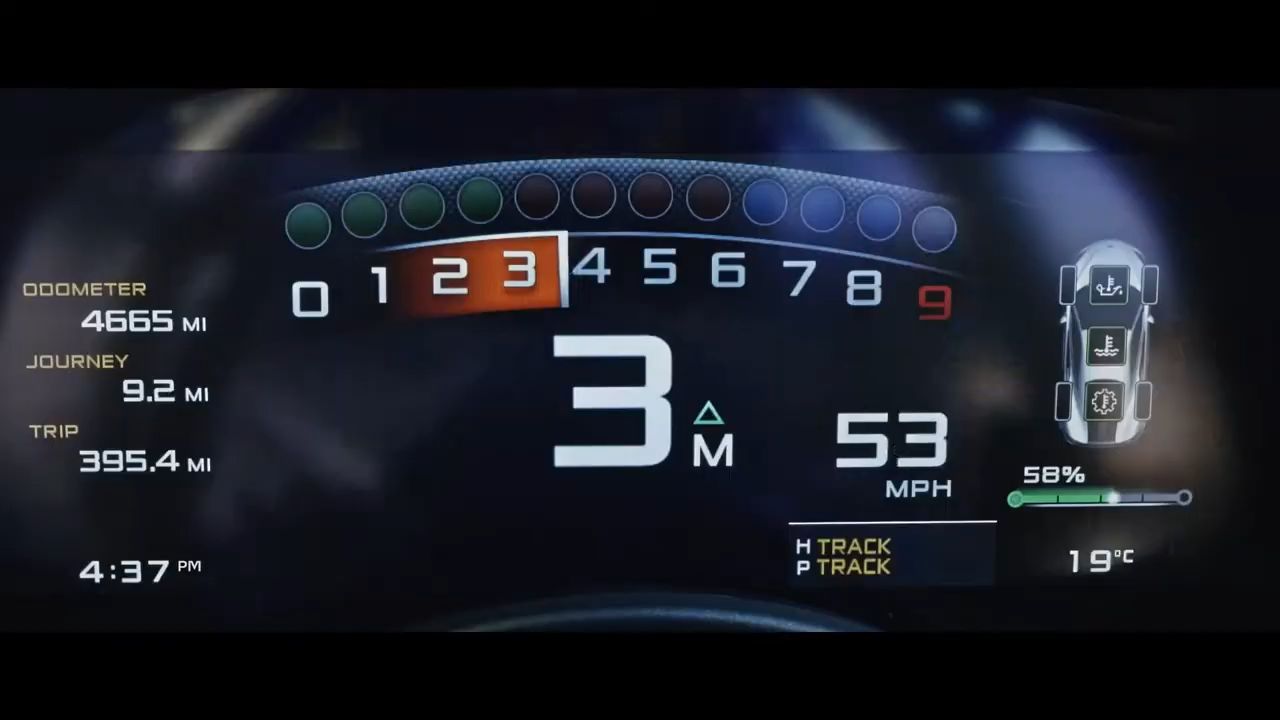 0 1 2 3 4 5 6 7 8 9
ODOMETER
4665 MI
JOURNEY
9.2 MI
TRIP
395.4 MI
4:37 PM
3
M
53
MPH
H TRACK
P TRACK
58%
19°C